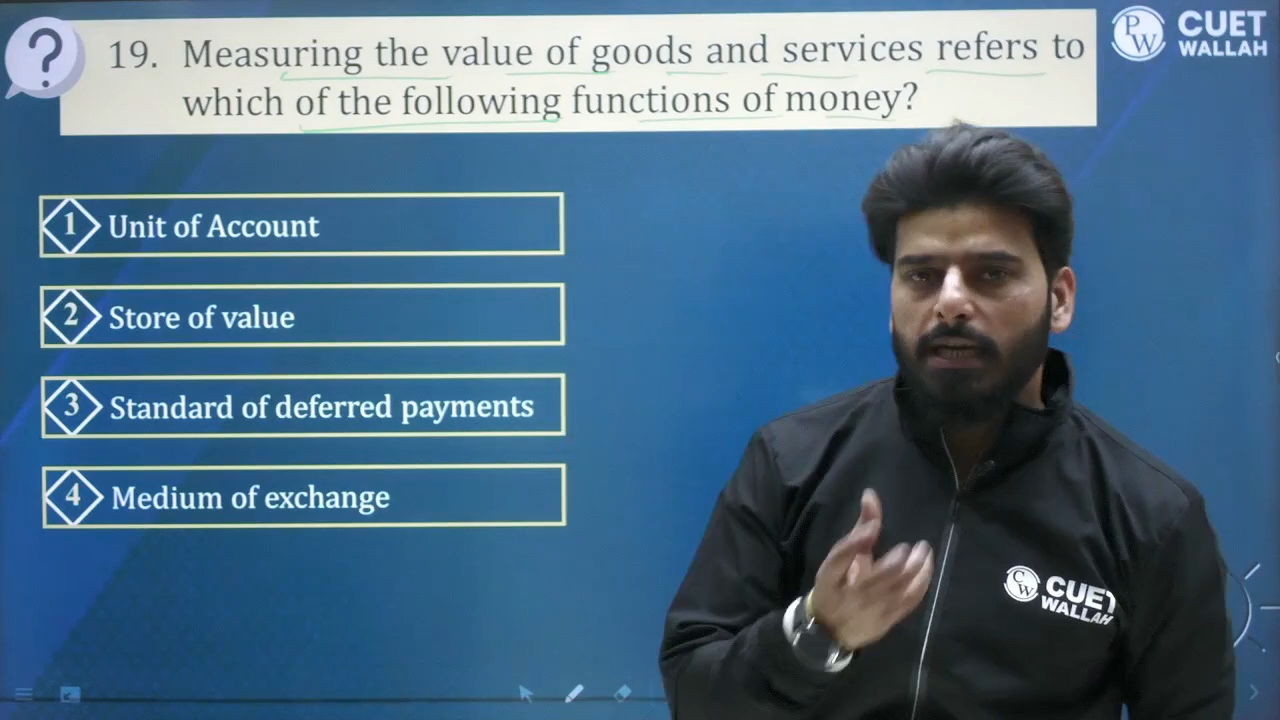 ?
19. Measuring the value of goods and services refers to
which of the following functions of money?
PW CUET
WALLAH
1 Unit of Account
2 Store of value
3 Standard of deferred payments
4 Medium of exchange
CW CUET
WALLAH